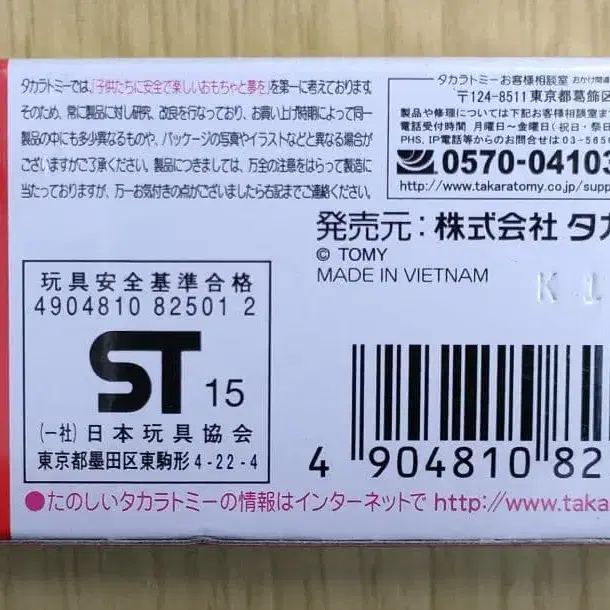 タカラトミーでは、「子供たちに安全で楽しいおもちゃと夢を」を第一に考えております。
そのため、常に製品に対し研究、改良を行なっており、お買い上げ時期によって同一
製品の中にも多少異なるものや、パッケージの写真やイラストなどと異なる場合が
ございますがご了承ください。製品につきましては、万全の注意をはらって製造に
当たっておりますが、万一お気付きの点がございましたら右記までご連絡ください。
タカラトミーお客様相談室 おかけ間違
〒124-8511 東京都葛飾区
製品や修理については下記お客様相談
電話受付時間 月曜日~金曜日(祝日・祭日
PHS、IP電話等からのお問合せは03-565
0570-04103
http://www.takaratomy.co.jp/supp
発売元:株式会社 タカ
© TOMY
MADE IN VIETNAM
K
玩具安全基準合格
4904810 82501 2
ST 15
(一社)日本玩具協会
東京都墨田区東駒形4-22-4
4 904810 82
●たのしいタカラトミーの情報はインターネットで http://www.taka